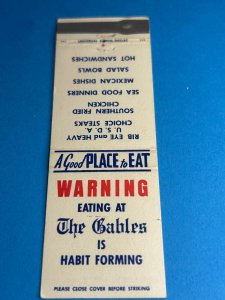 HOT SANDWICHES
SALAD BOWLS
MEXICAN DISHES
SEA FOOD DINNERS
CHICKEN
SOUTHERN FRIED
CHOICE STEAKS
U. S. D. A.
RIB EYE and HEAVY
A Good PLACE to EAT
WARNING
EATING AT
The Gables
IS
HABIT FORMING
PLEASE CLOSE COVER BEFORE STRIKING